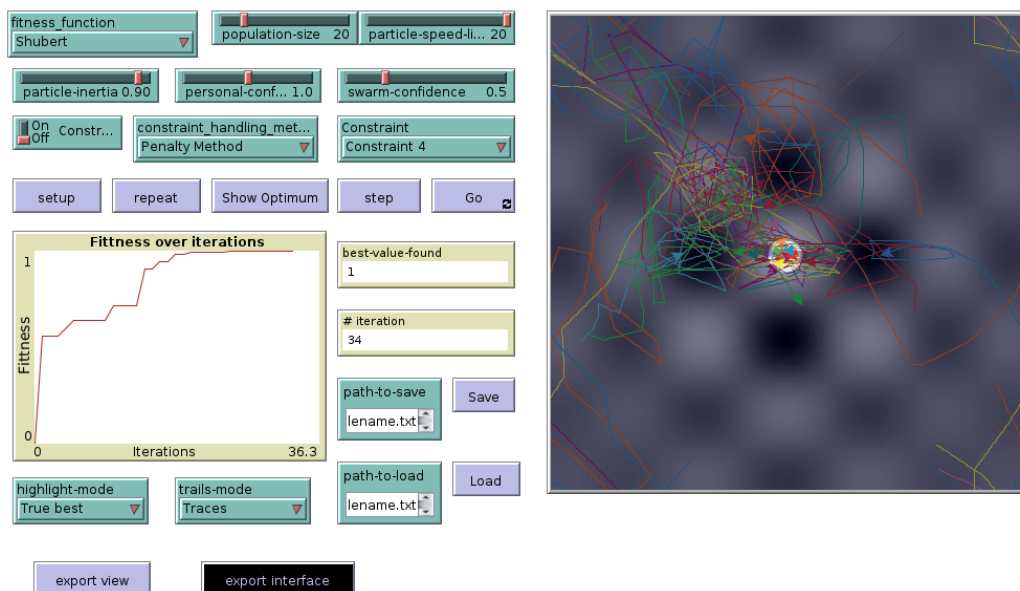 fitness_function
Shubert
population-size 20
particle-speed-li... 20
particle-inertia 0.90
personal-conf... 1.0
swarm-confidence 0.5
On
Off
Constr...
constraint_handling_met...
Penalty Method
Constraint
Constraint 4
setup
repeat
Show Optimum
step
Go
Fittness over iterations
1
Fittness
0
0
Iterations
36.3
best-value-found
1
# iteration
34
path-to-save
lename.txt
Save
highlight-mode
True best
trails-mode
Traces
path-to-load
lename.txt
Load
export view
export interface